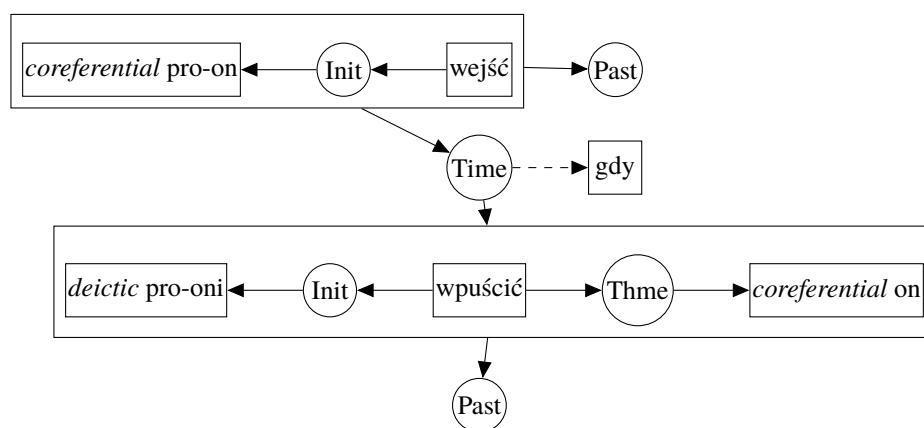 coreferential pro-on Init wejść Past
Time gdy
deictic pro-oni Init wpuścić Thme coreferential on
Past